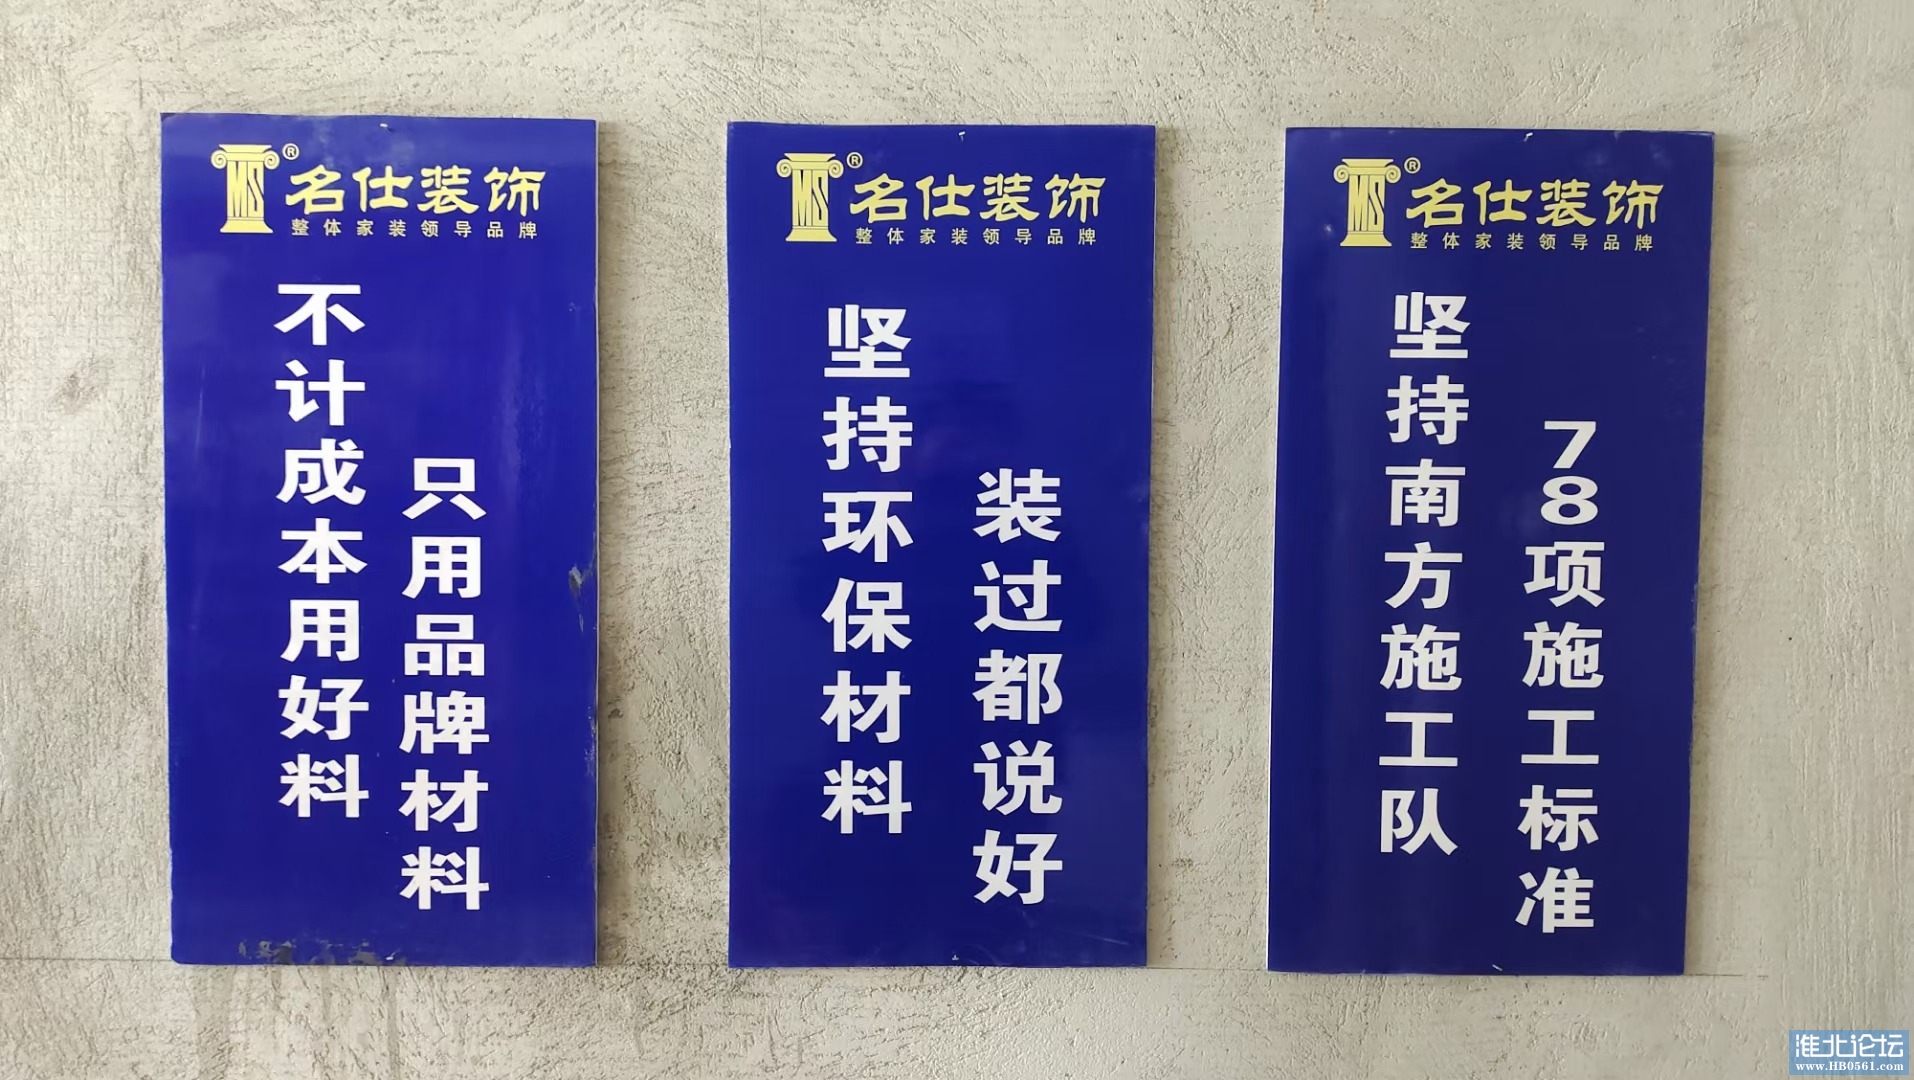 MS®
名仕装饰
整体家装领导品牌
不计成本用好料
只用品牌材料
MS®
名仕装饰
整体家装领导品牌
坚持环保材料
装过都说好
MS®
名仕装饰
整体家装领导品牌
坚持南方施工队
78项施工标准
淮北论坛
www.HB0561.com